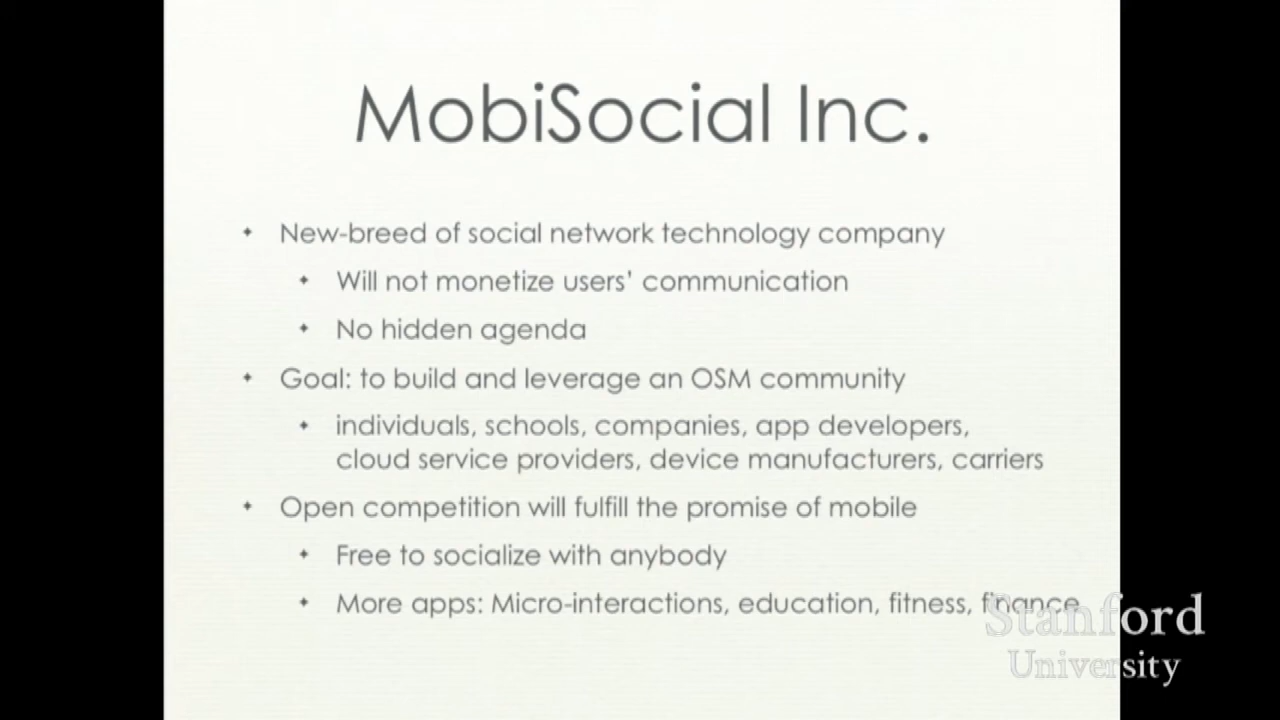 MobiSocial Inc.
New-breed of social network technology company
Will not monetize users' communication
No hidden agenda
Goal: to build and leverage an OSM community
individuals, schools, companies, app developers,
cloud service providers, device manufacturers, carriers
Open competition will fulfill the promise of mobile
Free to socialize with anybody
More apps: Micro-interactions, education, fitness, finance
Stanford
University